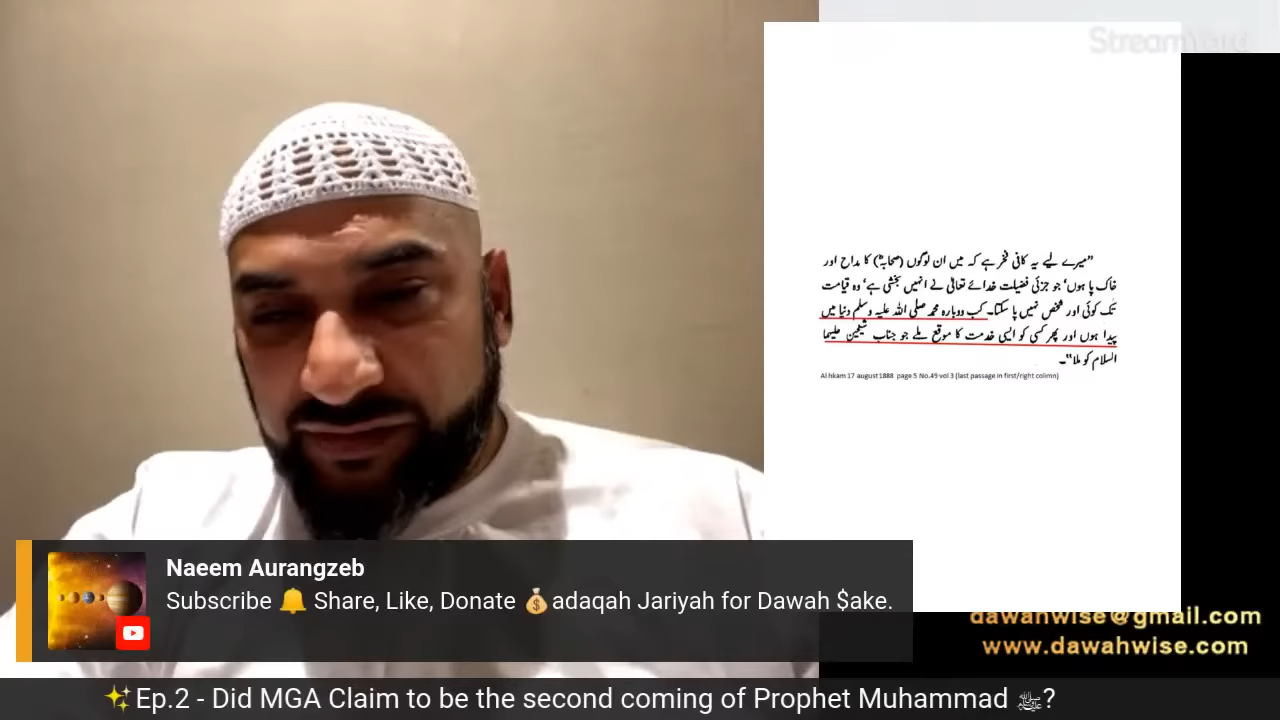 StreamYard
”میرے لیے یہ کافی فخر ہے کہ میں ان لوگوں (صحابہؓ) کا مداح اور
خاک پا ہوں‘ جو جزئی فضیلت خدائے تعالیٰ نے انہیں بخشی ہے‘ وہ قیامت
تک کوئی اور شخص نہیں پا سکتا۔ کب دوبارہ محمد صلی اللہ علیہ وسلم دنیا میں
پیدا ہوں اور پھر کسی کو ایسی خدمت کا موقع ملے جو جناب شیخین علیہما
السلام کو ملا“۔
Al hkam 17 august1888 page 5 No.49 vol 3 (last passage in first/right colimn)
Naeem Aurangzeb
Subscribe 🔔 Share, Like, Donate 💰adaqah Jariyah for Dawah $ake.
dawahwise@gmail.com
www.dawahwise.com
✨Ep.2 - Did MGA Claim to be the second coming of Prophet Muhammad ﷺ?